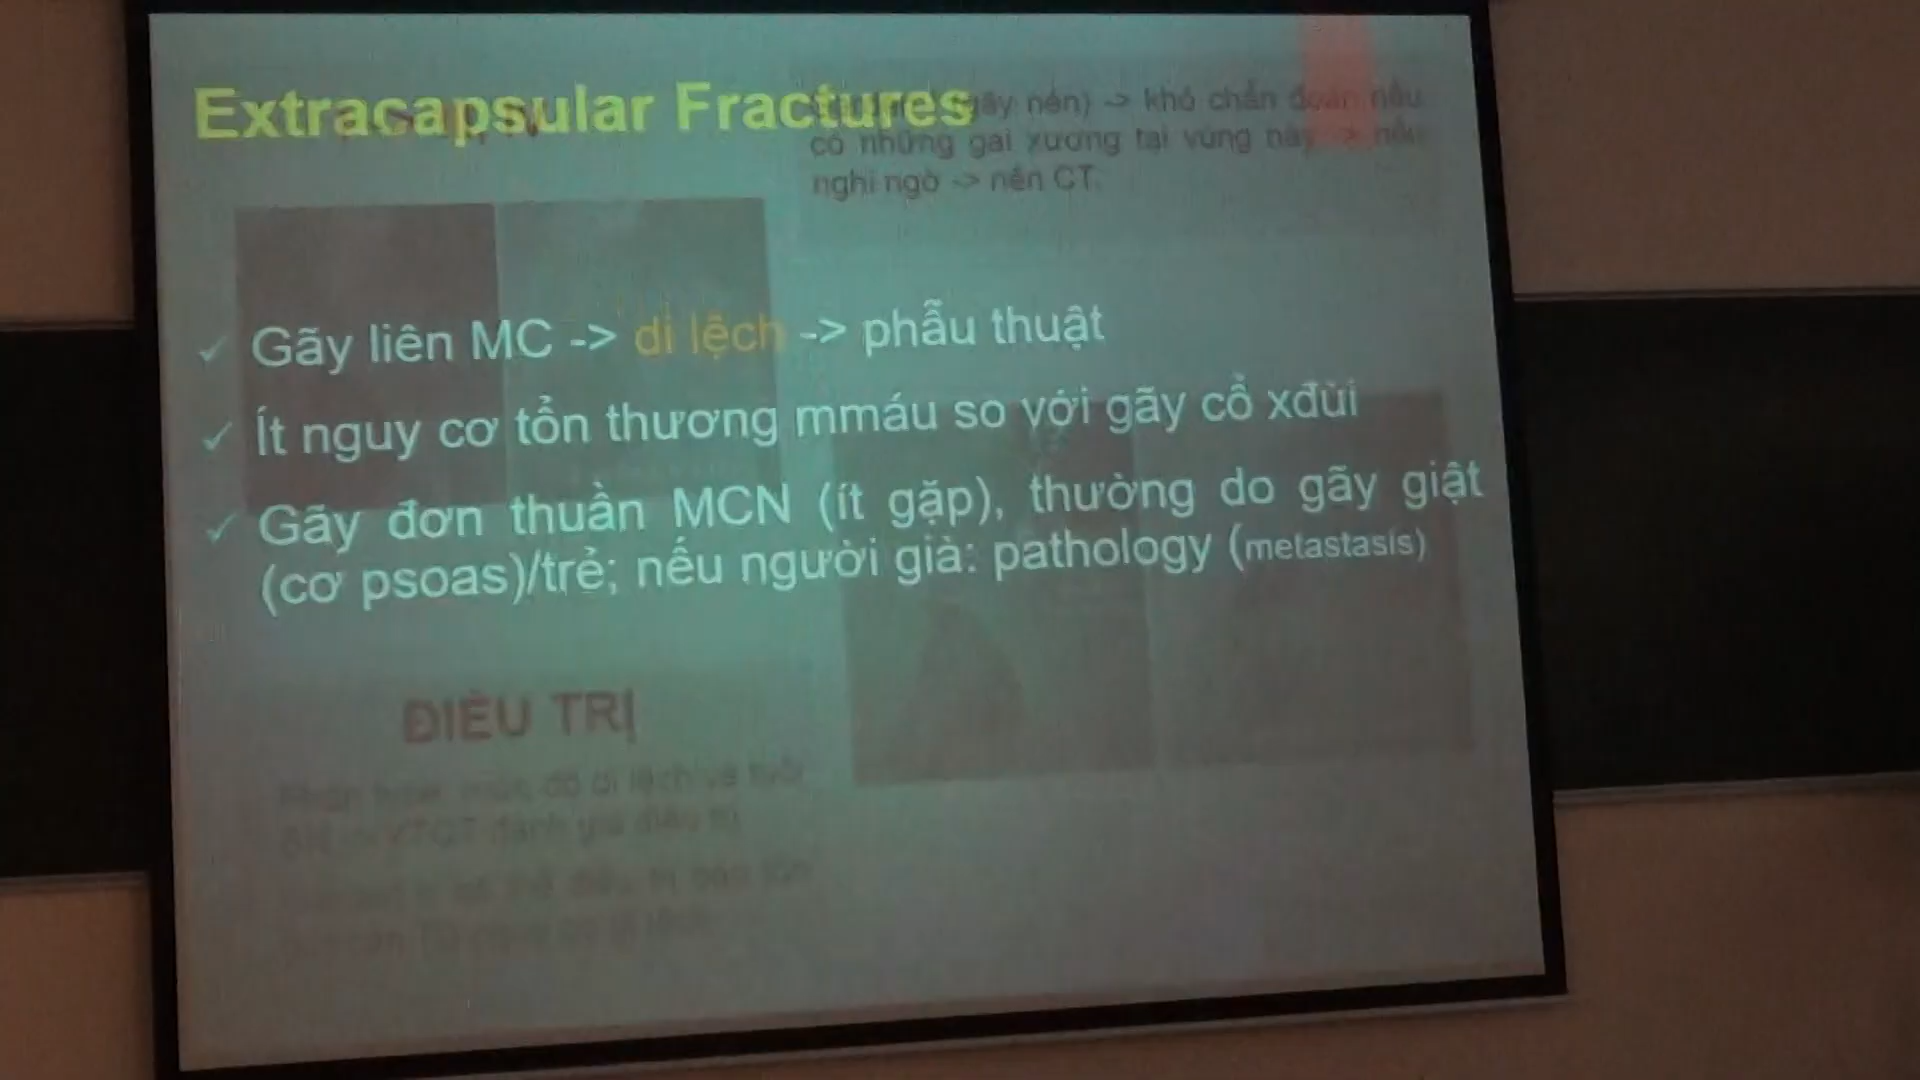 Extracapsular Fractures
gãy nén) -> khó chẩn đoán nếu
có những gai xương tại vùng này -> nếu
nghi ngờ -> nên CT.
✓ Gãy liên MC -> di lệch -> phẫu thuật
✓ Ít nguy cơ tổn thương mmáu so với gãy cổ xđùi
✓ Gãy đơn thuần MCN (ít gặp), thường do gãy giật
(cơ psoas)/trẻ; nếu người già: pathology (metastasis)
ĐIỀU TRỊ